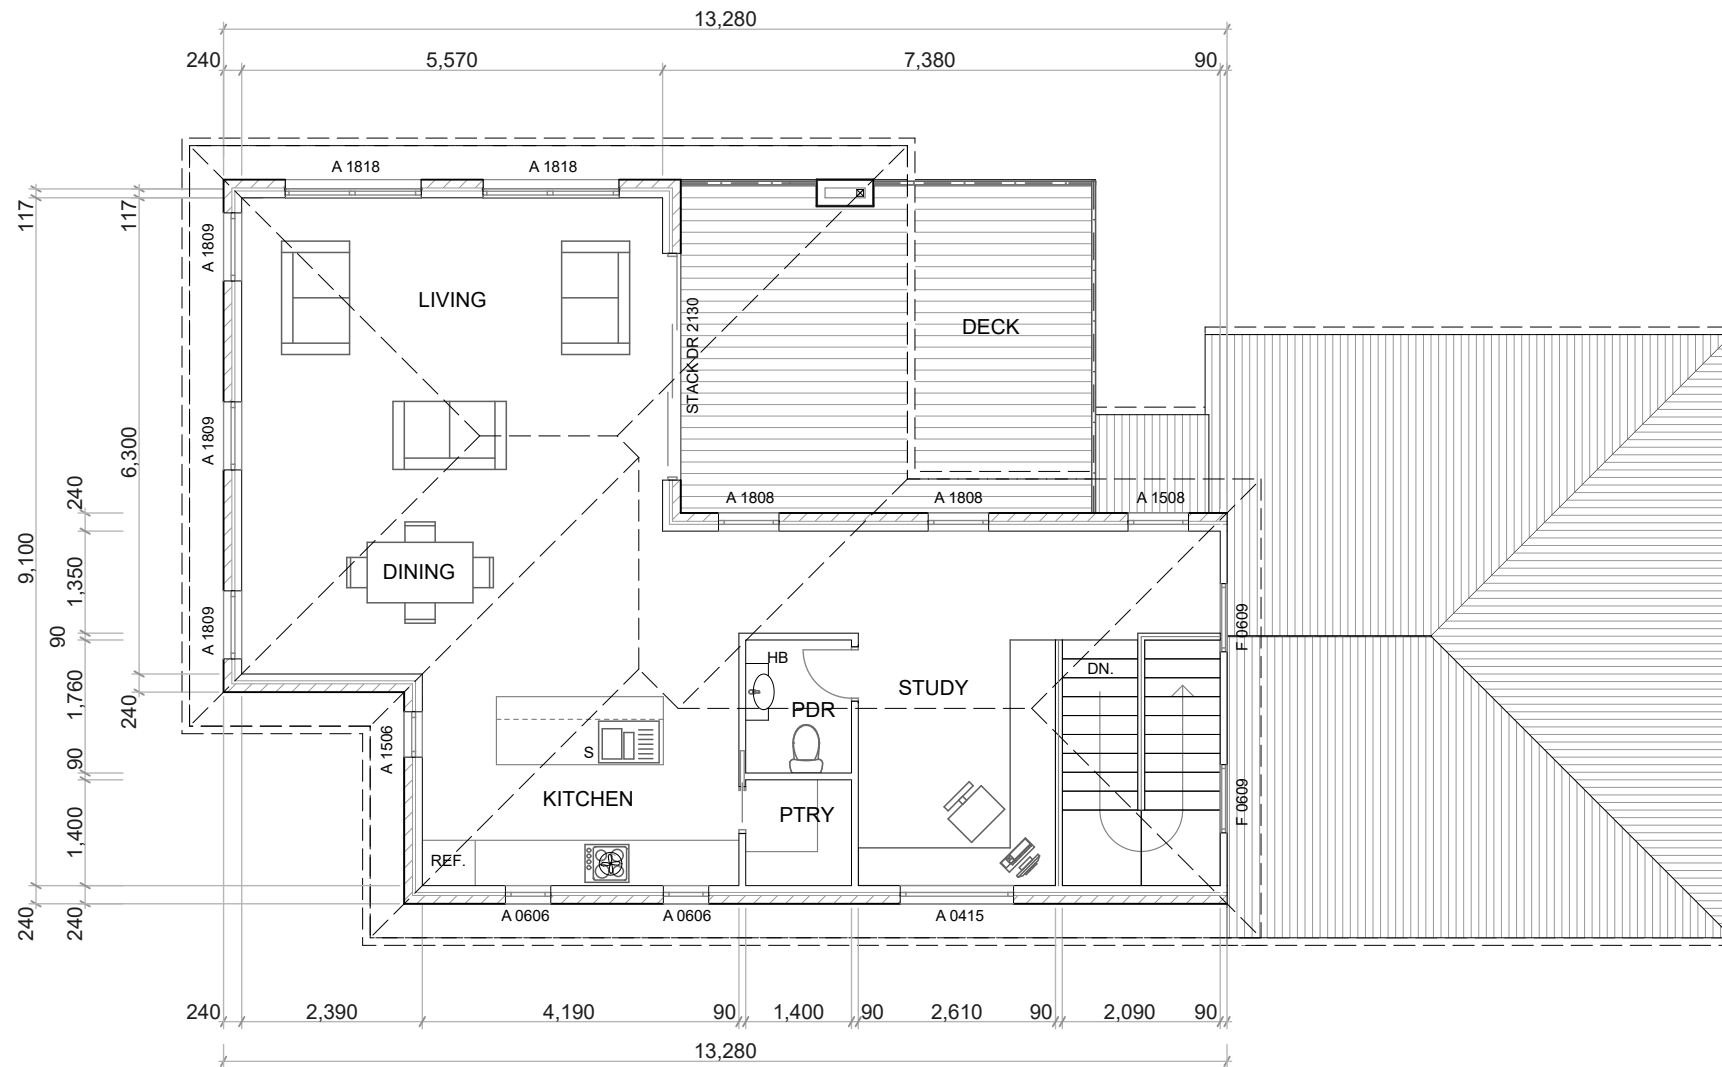 13,280
240 5,570 7,380 90
A 1818 A 1818
117 117
A 1809
LIVING
STACK DR 2130
DECK
A 1809
6,300
240
A 1808 A 1808 A 1508
9,100
1,350
DINING
A 1809
90
F 0609
HB
DN.
STUDY
1,760
240
PDR
A 1506
S
90
KITCHEN
PTRY
F 0609
1,400
REF.
240 240
A 0606 A 0606 A 0415
240 2,390 4,190 90 1,400 90 2,610 90 2,090 90
13,280